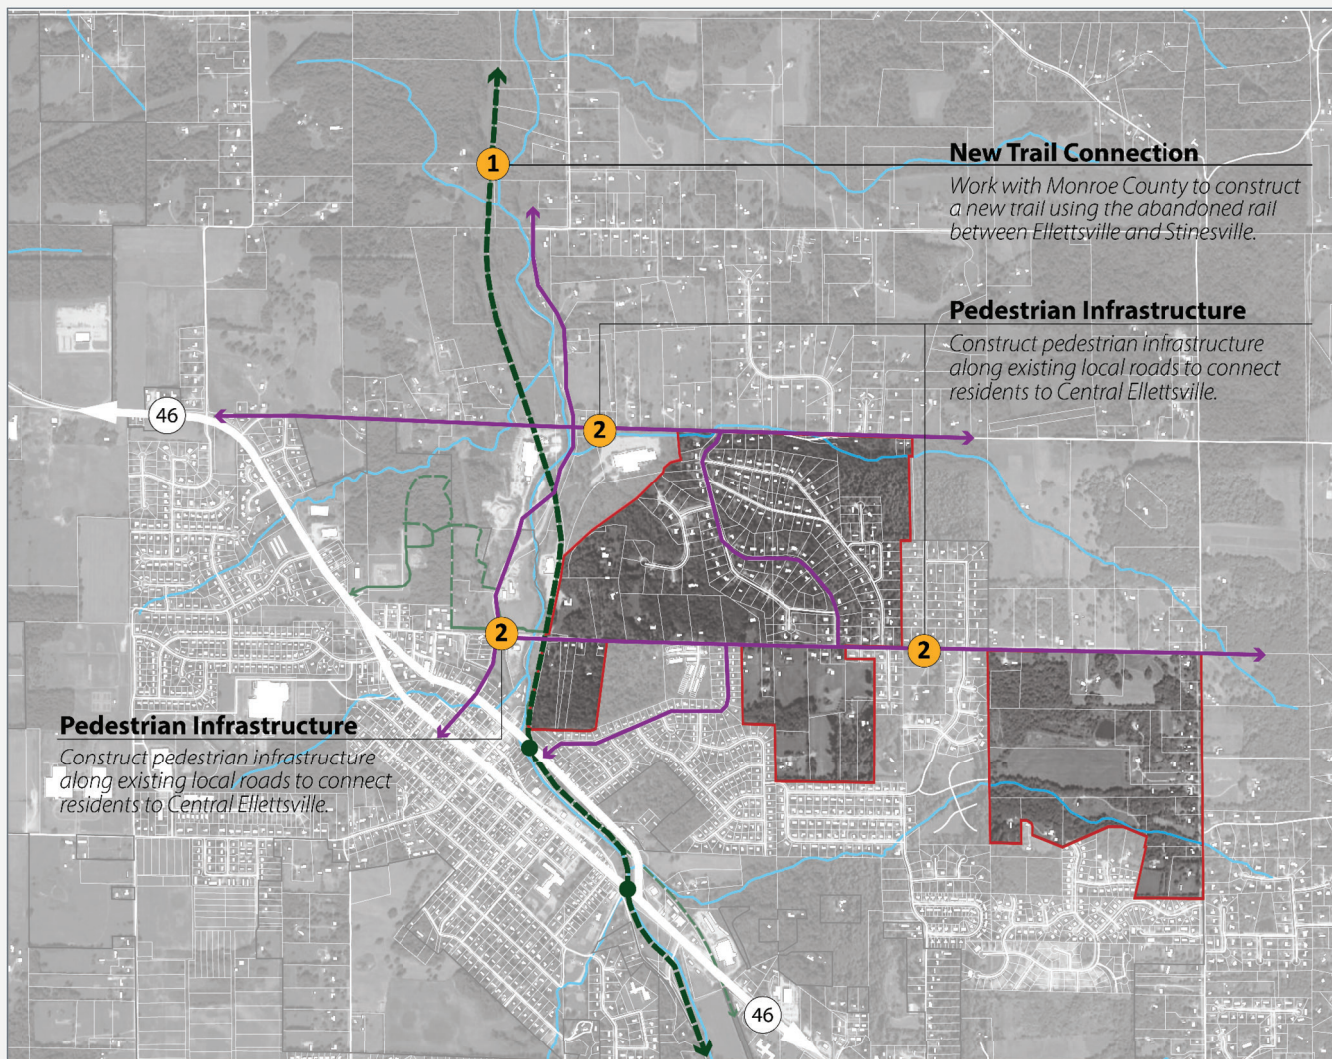 1
New Trail Connection
Work with Monroe County to construct
a new trail using the abandoned rail
between Ellettsville and Stinesville.
Pedestrian Infrastructure
Construct pedestrian infrastructure
along existing local roads to connect
residents to Central Ellettsville.
46
2
2
2
Pedestrian Infrastructure
Construct pedestrian infrastructure
along existing local roads to connect
residents to Central Ellettsville.
46